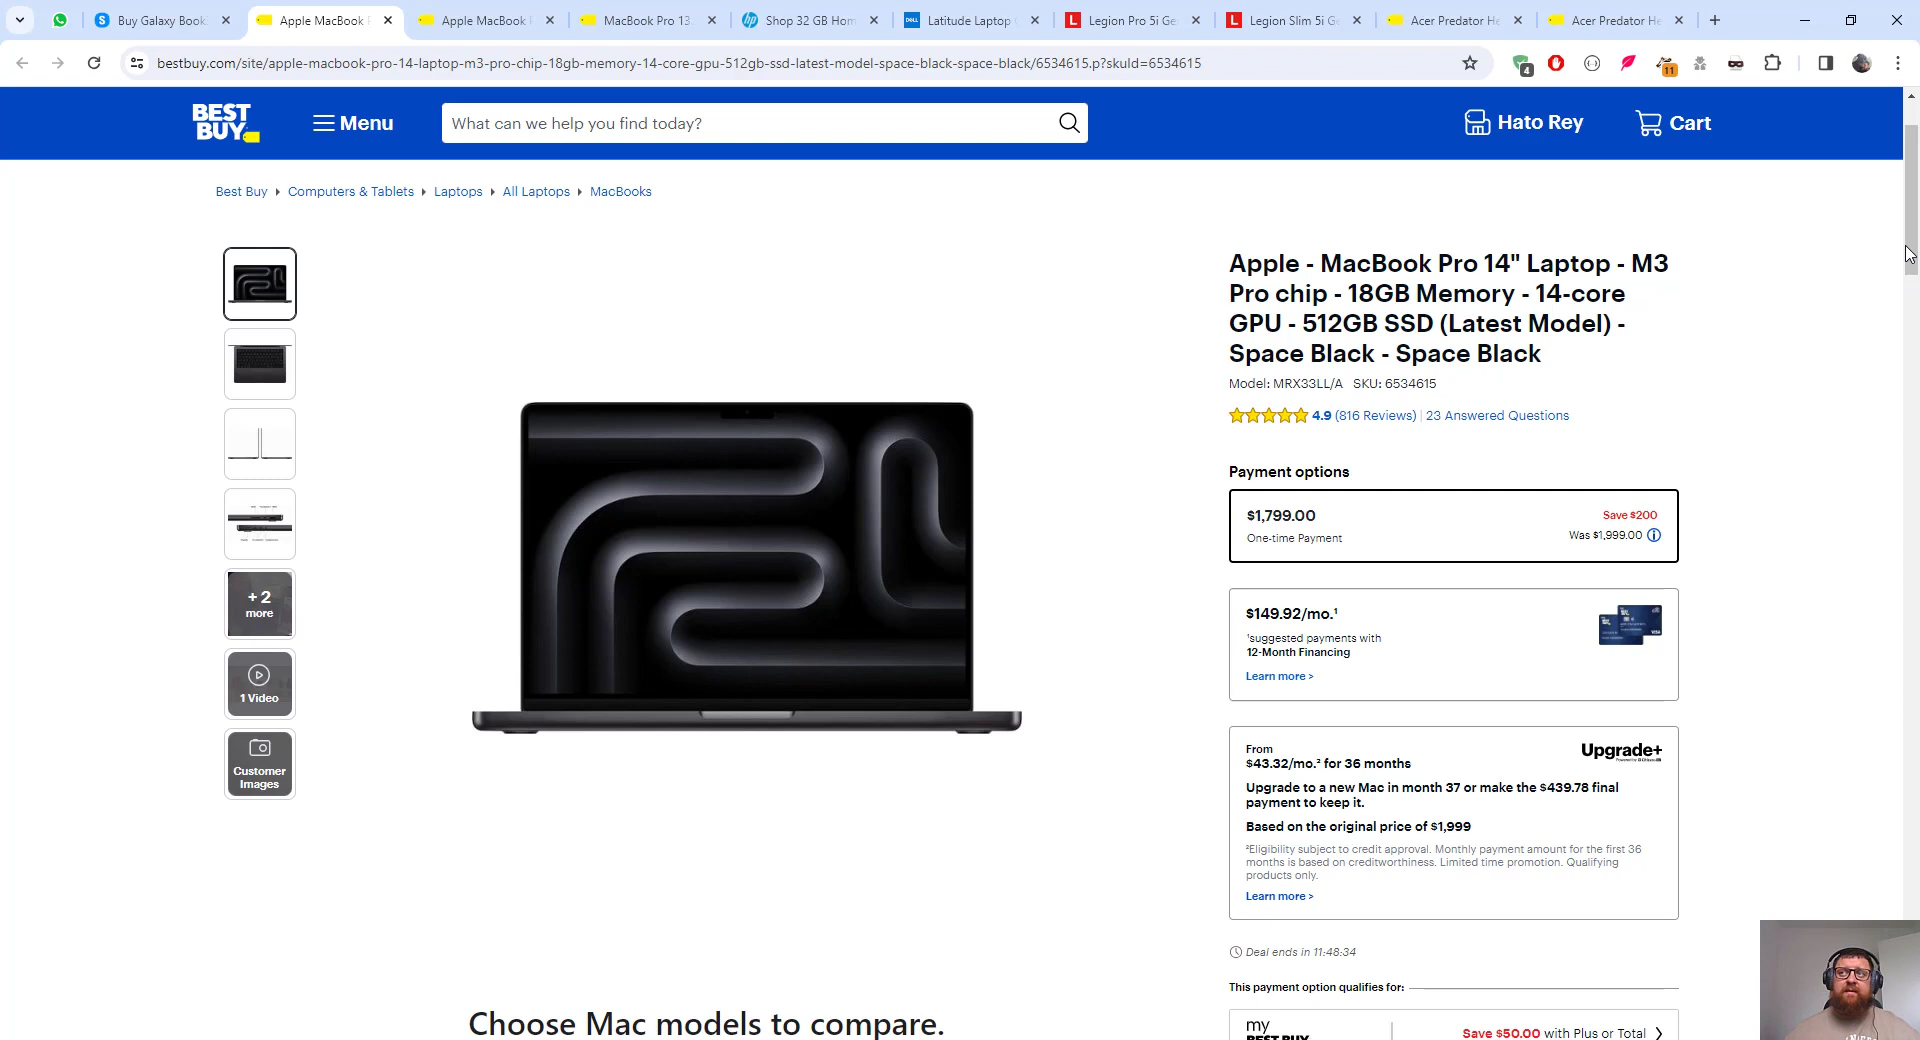 Buy Galaxy Book
Apple MacBook P
Apple MacBook P
MacBook Pro 13.
Shop 32 GB Hom
Latitude Laptop
Legion Pro 5i Ge
Legion Slim 5i Ge
Acer Predator He
Acer Predator He
bestbuy.com/site/apple-macbook-pro-14-laptop-m3-pro-chip-18gb-memory-14-core-gpu-512gb-ssd-latest-model-space-black-space-black/6534615.p?skuId=6534615
4
11
BEST
BUY
Menu
What can we help you find today?
Hato Rey
Cart
Best Buy
Computers & Tablets
Laptops
All Laptops
MacBooks
+ 2
more
1 Video
Customer
Images
Apple - MacBook Pro 14" Laptop - M3
Pro chip - 18GB Memory - 14-core
GPU - 512GB SSD (Latest Model) -
Space Black - Space Black
Model: MRX33LL/A SKU: 6534615
4.9 (816 Reviews) | 23 Answered Questions
Payment options
$1,799.00
Save $200
One-time Payment
Was $1,999.00
$149.92/mo.¹
¹suggested payments with
12-Month Financing
Learn more >
From
Upgrade+
$43.32/mo.² for 36 months
Upgrade to a new Mac in month 37 or make the $439.78 final
payment to keep it.
Based on the original price of $1,999
²Eligibility subject to credit approval. Monthly payment amount for the first 36
months is based on creditworthiness. Limited time promotion. Qualifying
products only.
Learn more >
Deal ends in 11:48:34
This payment option qualifies for:
my
BEST BUY
Save $50.00 with Plus or Total
Choose Mac models to compare.